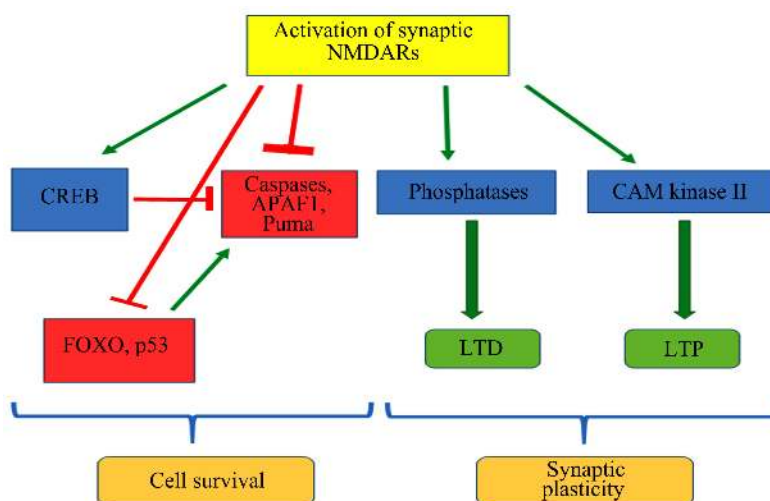 Activation of synaptic
NMDARs
CREB
Caspases,
APAF1,
Puma
Phosphatases
CAM kinase II
FOXO, p53
LTD
LTP
Cell survival
Synaptic
plasticity